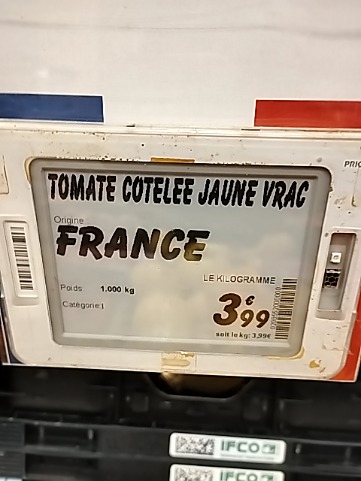 PRIC
TOMATE COTELEE JAUNE VRAC
Origine
FRANCE
LE KILOGRAMME
Poids 1,000 kg
3€99
Catégorie:I
soit le kg: 3,99€
IFCO
IFCO